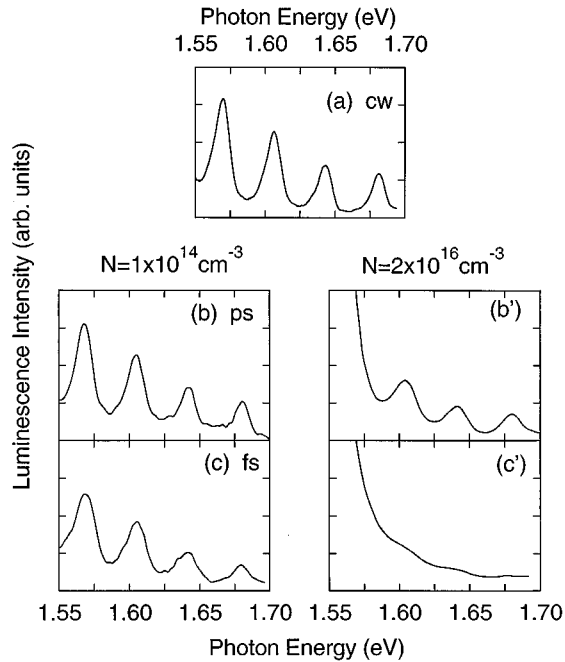 Photon Energy (eV)
1.55 1.60 1.65 1.70
(a) cw
Luminescence Intensity (arb. units)
N=1x10¹⁴cm⁻³
N=2x10¹⁶cm⁻³
(b) ps
(b')
(c) fs
(c')
1.55 1.60 1.65 1.70
1.55 1.60 1.65 1.70
Photon Energy (eV)